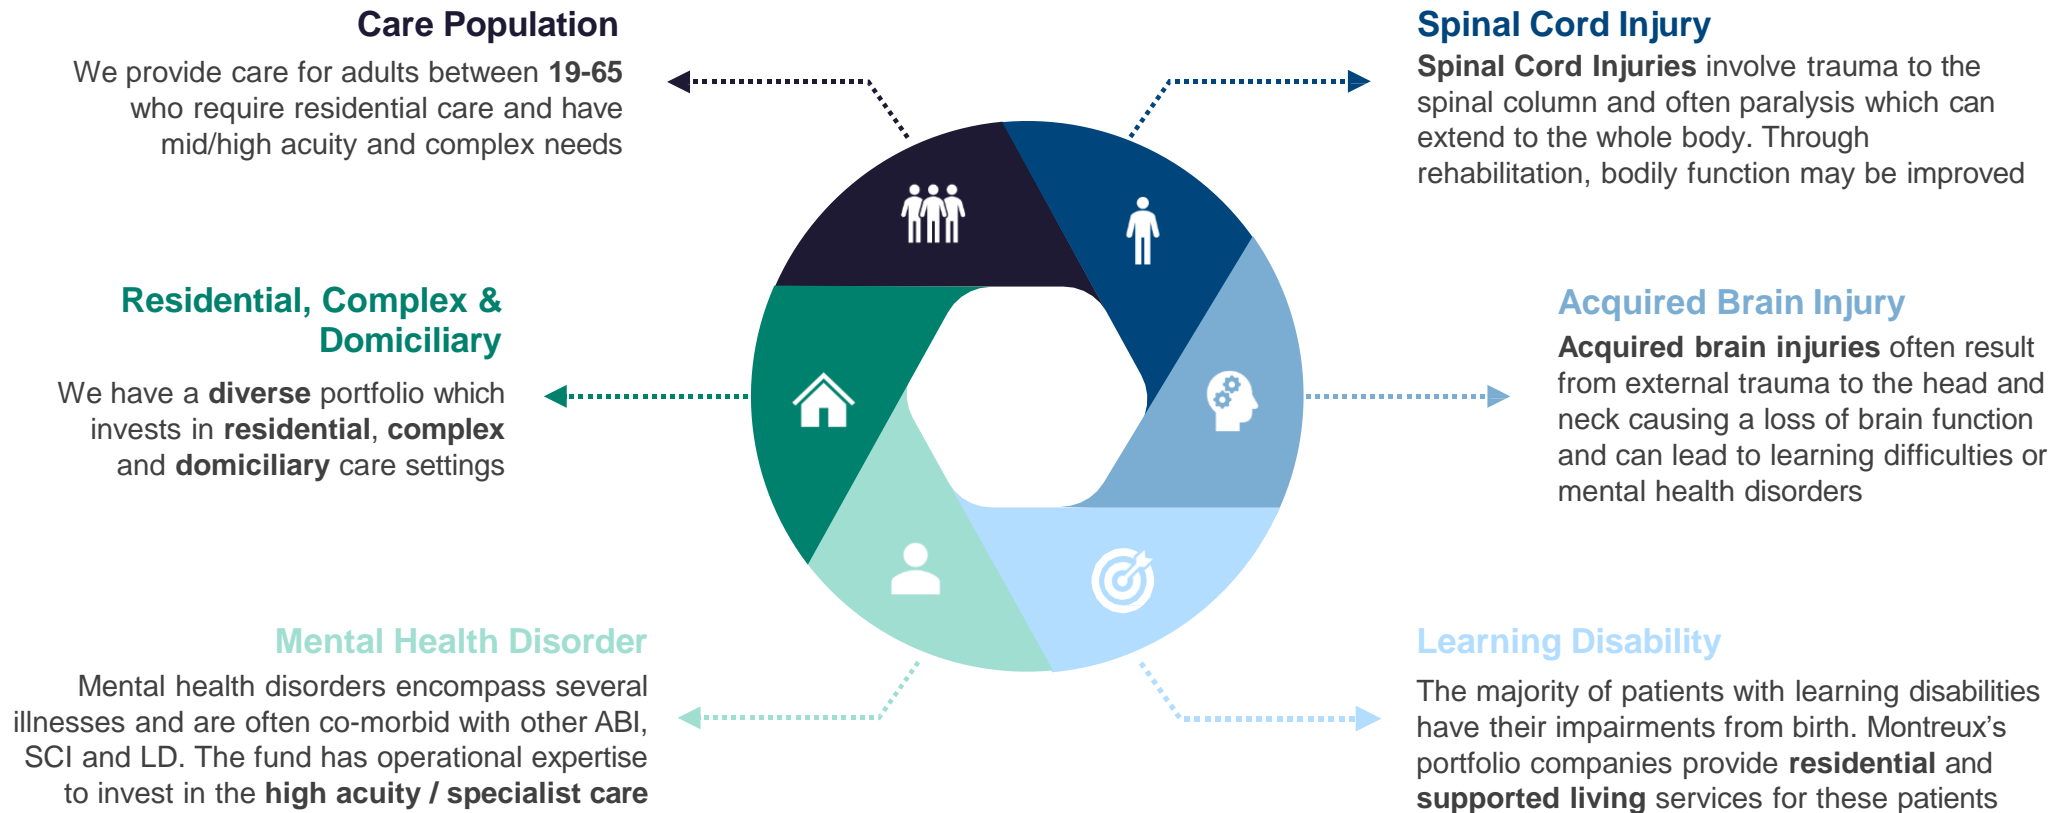 Care Population
We provide care for adults between 19-65
who require residential care and have
mid/high acuity and complex needs
Spinal Cord Injury
Spinal Cord Injuries involve trauma to the
spinal column and often paralysis which can
extend to the whole body. Through
rehabilitation, bodily function may be improved
Residential, Complex &
Domiciliary
We have a diverse portfolio which
invests in residential, complex
and domiciliary care settings
Acquired Brain Injury
Acquired brain injuries often result
from external trauma to the head and
neck causing a loss of brain function
and can lead to learning difficulties or
mental health disorders
Mental Health Disorder
Mental health disorders encompass several
illnesses and are often co-morbid with other ABI,
SCI and LD. The fund has operational expertise
to invest in the high acuity / specialist care
Learning Disability
The majority of patients with learning disabilities
have their impairments from birth. Montreux’s
portfolio companies provide residential and
supported living services for these patients